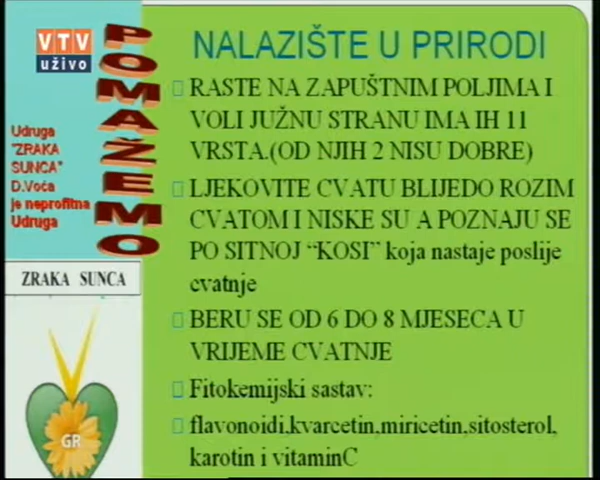 VTV
uživo
POMAŽEMO
Udruga
"ZRAKA
SUNCA"
D.Voća
je neprofitna
Udruga
ZRAKA SUNCA
GR
NALAZIŠTE U PRIRODI
RASTE NA ZAPUŠTNIM POLJIMA I
VOLI JUŽNU STRANU IMA IH 11
VRSTA.(OD NJIH 2 NISU DOBRE)
LJEKOVITE CVATU BLIJEDO ROZIM
CVATOM I NISKE SU A POZNAJU SE
PO SITNOJ “KOSI” koja nastaje poslije
cvatnje
BERU SE OD 6 DO 8 MJESECA U
VRIJEME CVATNJE
Fitokemijski sastav:
flavonoidi,kvarcetin,miricetin,sitosterol,
karotin i vitaminC